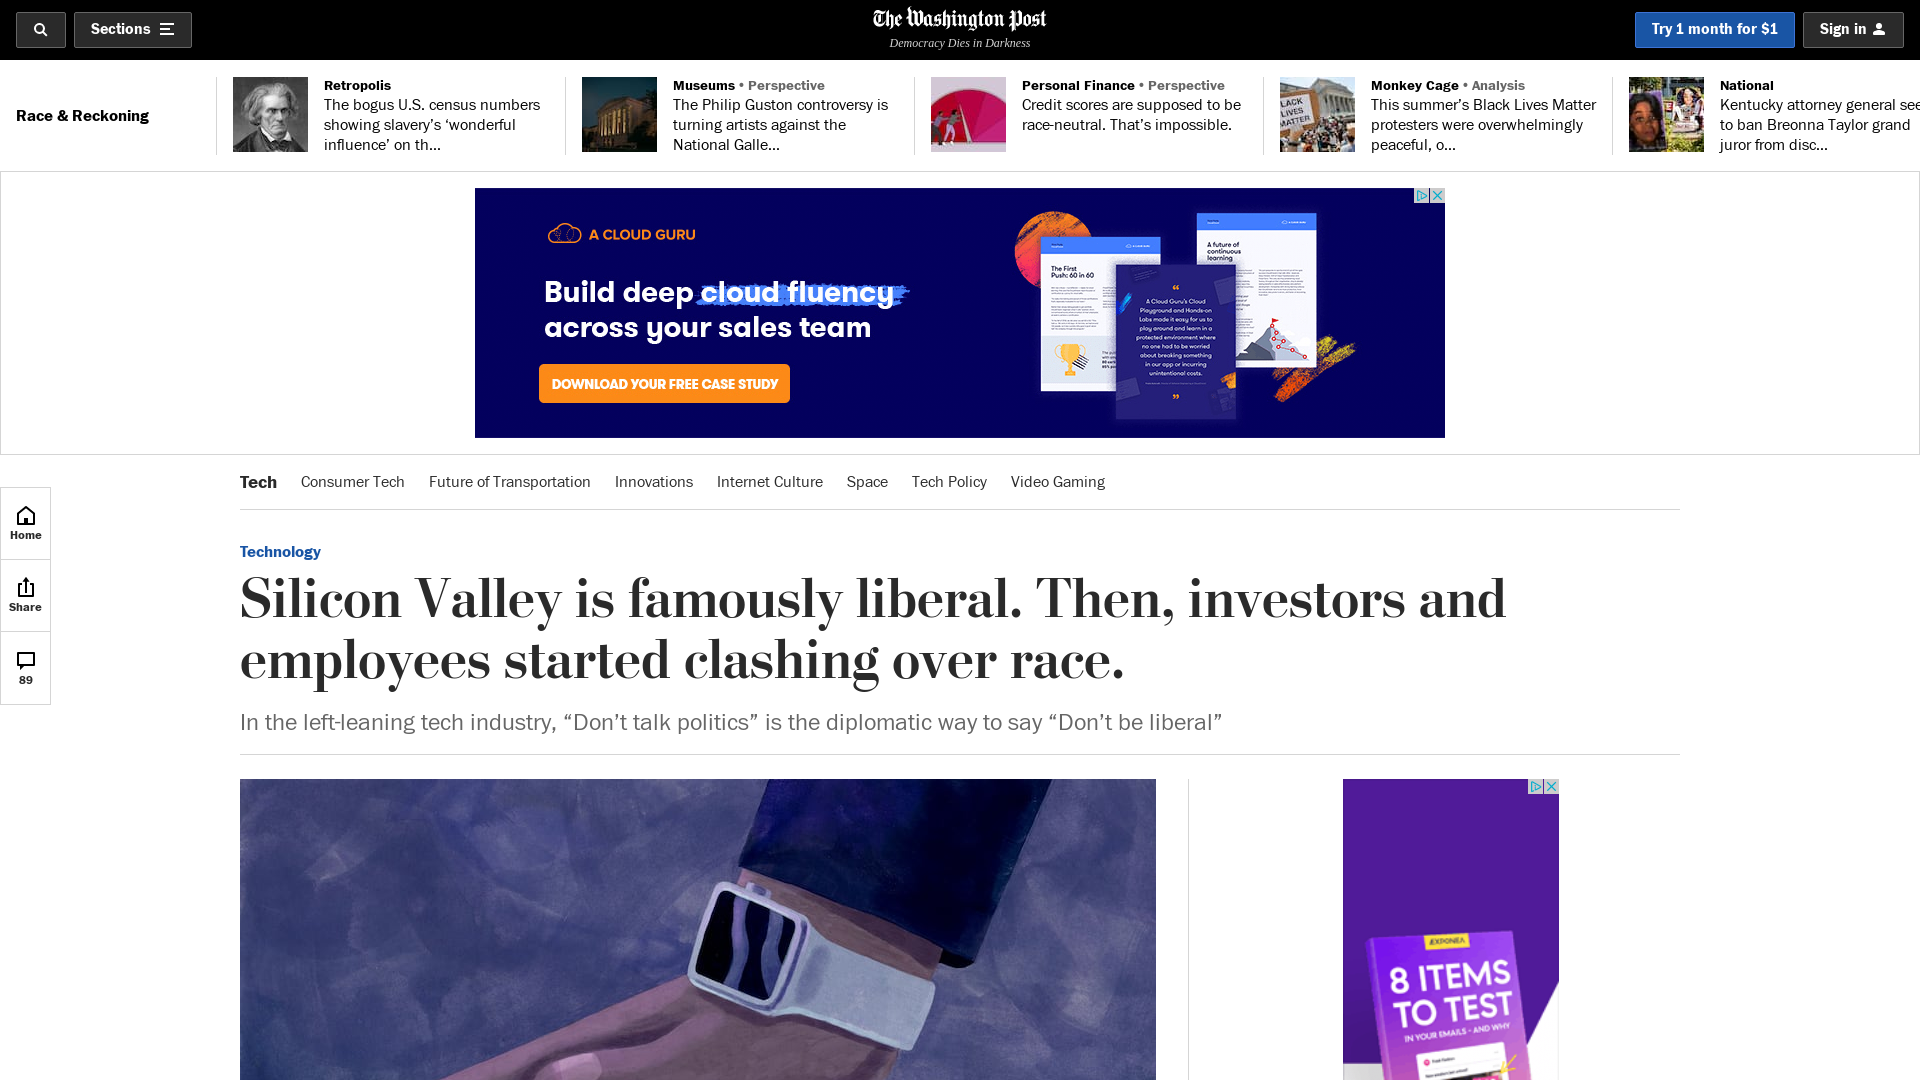 Sections
The Washington Post
Democracy Dies in Darkness
Try 1 month for $1
Sign in
Race & Reckoning
Retropolis
The bogus U.S. census numbers
showing slavery’s ‘wonderful
influence’ on th...
Museums • Perspective
The Philip Guston controversy is
turning artists against the
National Galle...
Personal Finance • Perspective
Credit scores are supposed to be
race-neutral. That’s impossible.
LACK
LIVES
MATTER
Monkey Cage • Analysis
This summer’s Black Lives Matter
protesters were overwhelmingly
peaceful, o...
National
Kentucky attorney general see
to ban Breonna Taylor grand
juror from disc...
A CLOUD GURU
Build deep cloud fluency
across your sales team
DOWNLOAD YOUR FREE CASE STUDY
The First
Push: 60 in 60
A future of
continuous
learning
“
A Cloud Guru’s Cloud
Playground and Hands-on
Labs made it easy for us to
play around and learn in a
protected environment where
no one had to be worried
about breaking something
in our app or incurring
unintentional costs.
”
Tech
Consumer Tech
Future of Transportation
Innovations
Internet Culture
Space
Tech Policy
Video Gaming
Home
Share
89
Technology
Silicon Valley is famously liberal. Then, investors and
employees started clashing over race.
In the left-leaning tech industry, “Don’t talk politics” is the diplomatic way to say “Don’t be liberal”
EXPONEA
8 ITEMS
TO TEST
IN YOUR EMAILS - AND WHY